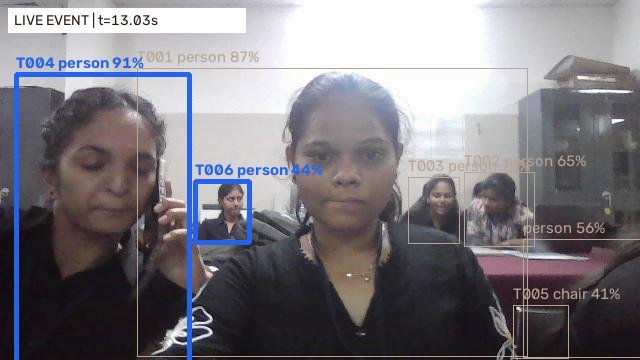 LIVE EVENT | t=13.03s
T001 person 87%
T004 person 91%
T002 person 65%
T003 person
T006 person 44%
person 56%
T005 chair 41%